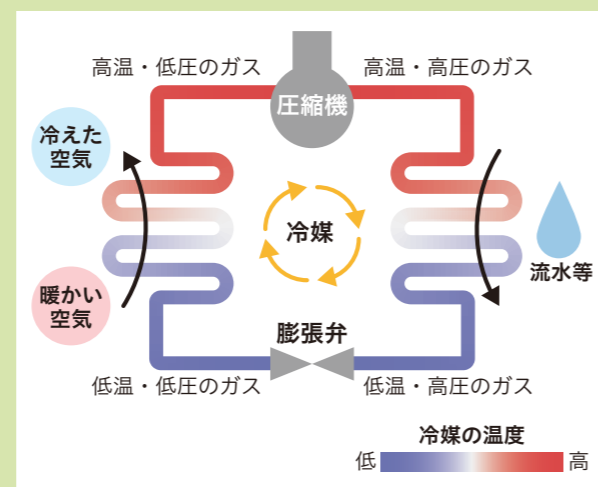 高温・低圧のガス
高温・高圧のガス
圧縮機
冷えた
空気
冷媒
流水等
暖かい
空気
膨張弁
低温・低圧のガス
低温・高圧のガス
冷媒の温度
低
高